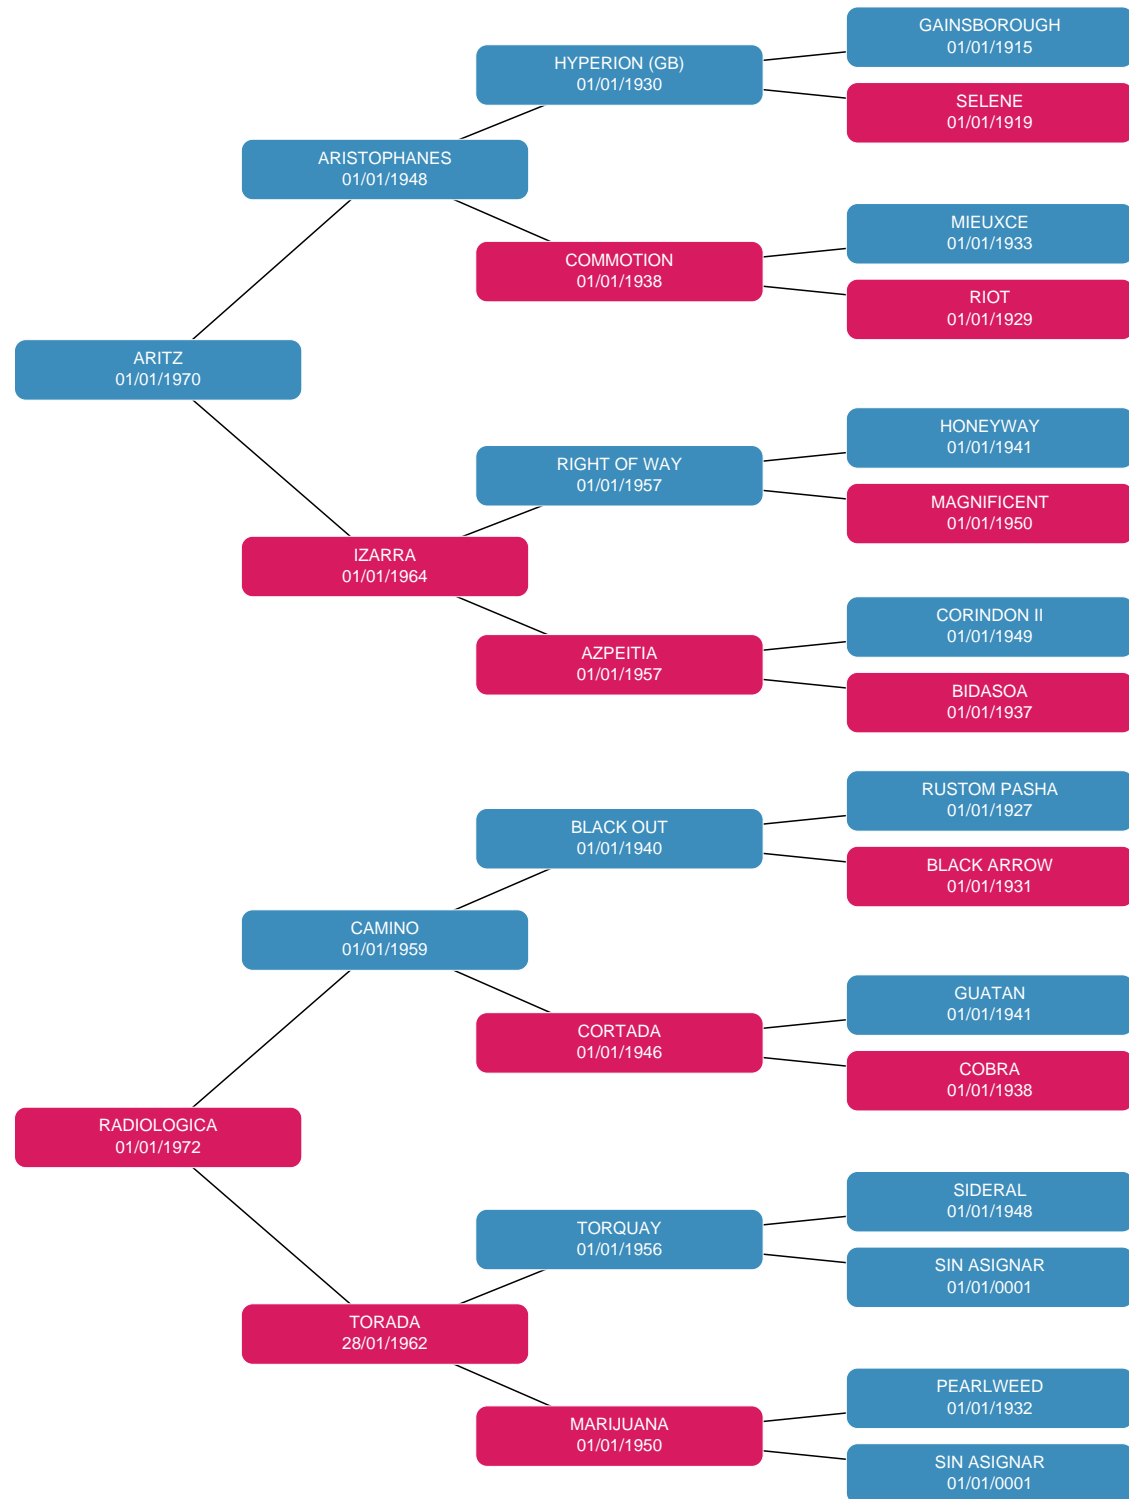 GAINSBOROUGH
01/01/1915
HYPERION (GB)
01/01/1930
SELENE
01/01/1919
ARISTOPHANES
01/01/1948
MIEUXCE
01/01/1933
COMMOTION
01/01/1938
RIOT
01/01/1929
ARITZ
01/01/1970
HONEYWAY
01/01/1941
RIGHT OF WAY
01/01/1957
MAGNIFICENT
01/01/1950
IZARRA
01/01/1964
CORINDON II
01/01/1949
AZPEITIA
01/01/1957
BIDASOA
01/01/1937
RUSTOM PASHA
01/01/1927
BLACK OUT
01/01/1940
BLACK ARROW
01/01/1931
CAMINO
01/01/1959
GUATAN
01/01/1941
CORTADA
01/01/1946
COBRA
01/01/1938
RADIOLOGICA
01/01/1972
SIDERAL
01/01/1948
TORQUAY
01/01/1956
SIN ASIGNAR
01/01/0001
TORADA
28/01/1962
PEARLWEED
01/01/1932
MARIJUANA
01/01/1950
SIN ASIGNAR
01/01/0001